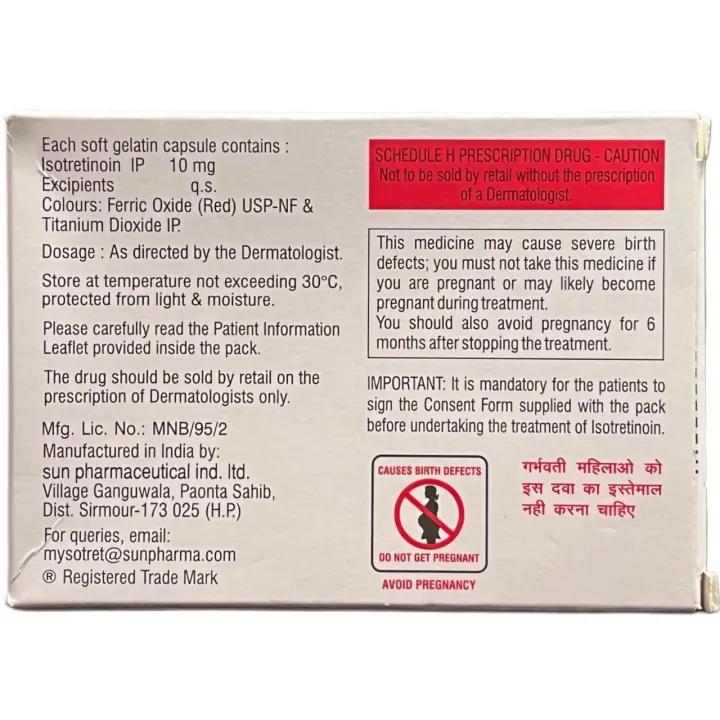 Each soft gelatin capsule contains :
Isotretinoin IP 10 mg
Excipients q.s.
Colours: Ferric Oxide (Red) USP-NF &
Titanium Dioxide IP.
Dosage : As directed by the Dermatologist.
Store at temperature not exceeding 30°C,
protected from light & moisture.
Please carefully read the Patient Information
Leaflet provided inside the pack.
The drug should be sold by retail on the
prescription of Dermatologists only.
Mfg. Lic. No.: MNB/95/2
Manufactured in India by:
sun pharmaceutical ind. ltd.
Village Ganguwala, Paonta Sahib,
Dist. Sirmour-173 025 (H.P.)
For queries, email:
mysotret@sunpharma.com
® Registered Trade Mark
SCHEDULE H PRESCRIPTION DRUG - CAUTION
Not to be sold by retail without the prescription
of a Dermatologist.
This medicine may cause severe birth
defects; you must not take this medicine if
you are pregnant or may likely become
pregnant during treatment.
You should also avoid pregnancy for 6
months after stopping the treatment.
IMPORTANT: It is mandatory for the patients to
sign the Consent Form supplied with the pack
before undertaking the treatment of Isotretinoin.
CAUSES BIRTH DEFECTS
DO NOT GET PREGNANT
AVOID PREGNANCY
गर्भवती महिलाओ को
इस दवा का इस्तेमाल
नही करना चाहिए